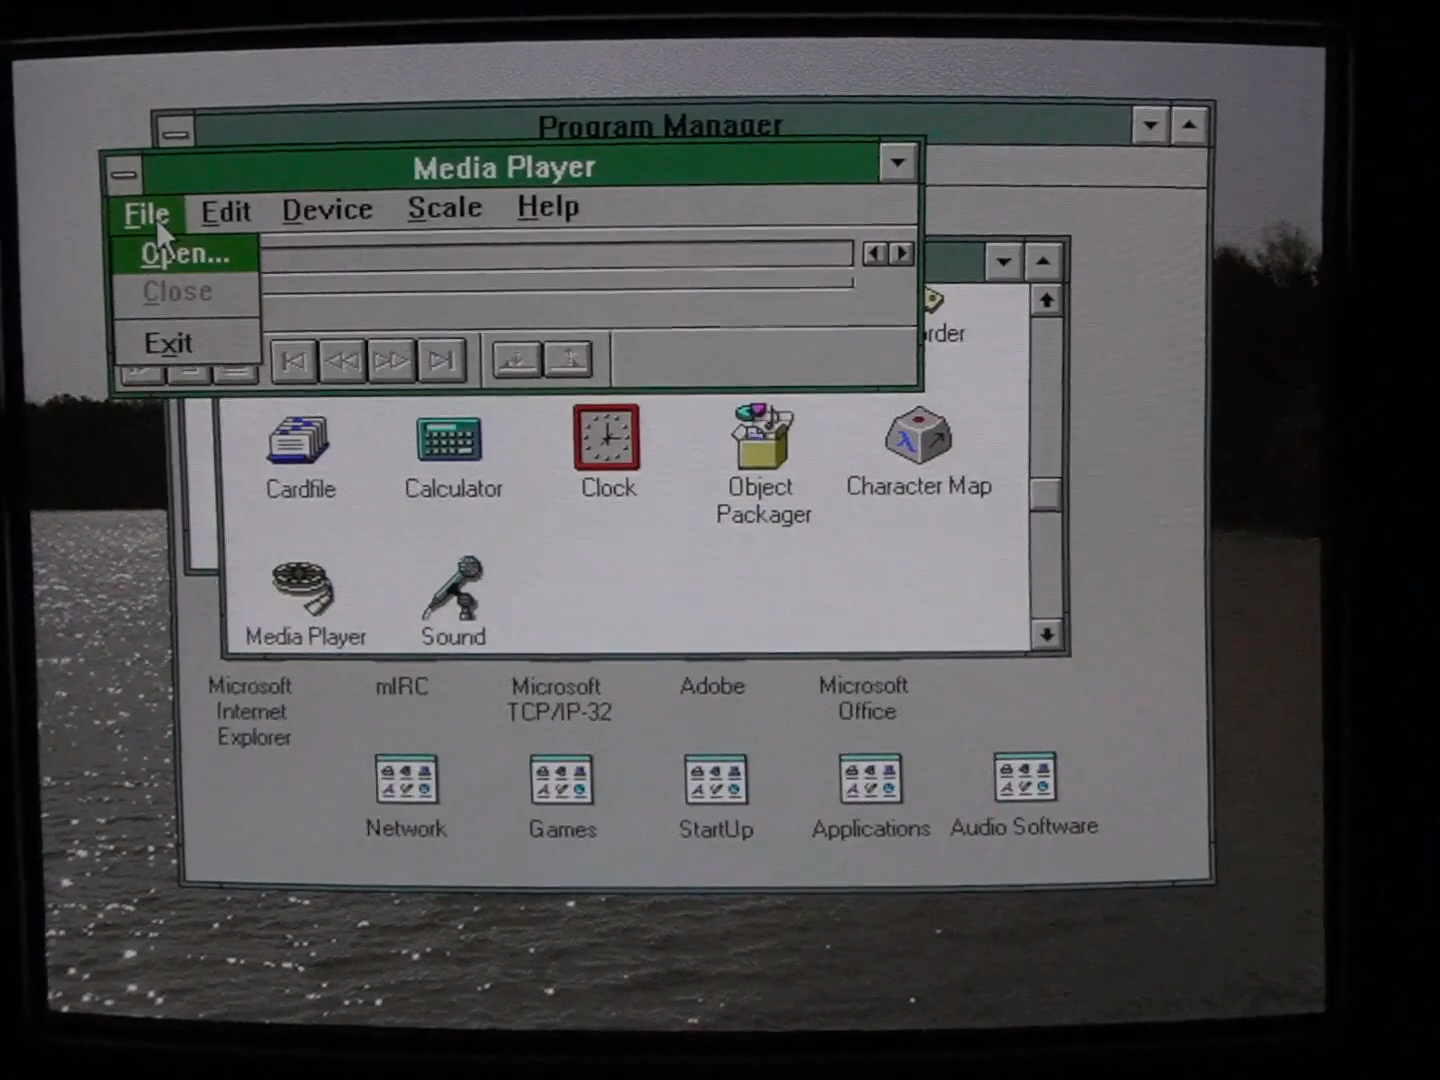 Program Manager
Media Player
File Edit Device Scale Help
Open...
Close
Exit
Cardfile Calculator Clock Object Packager Character Map
Media Player Sound
Microsoft Internet Explorer
mIRC
Microsoft TCP/IP-32
Adobe
Microsoft Office
Network Games StartUp Applications Audio Software